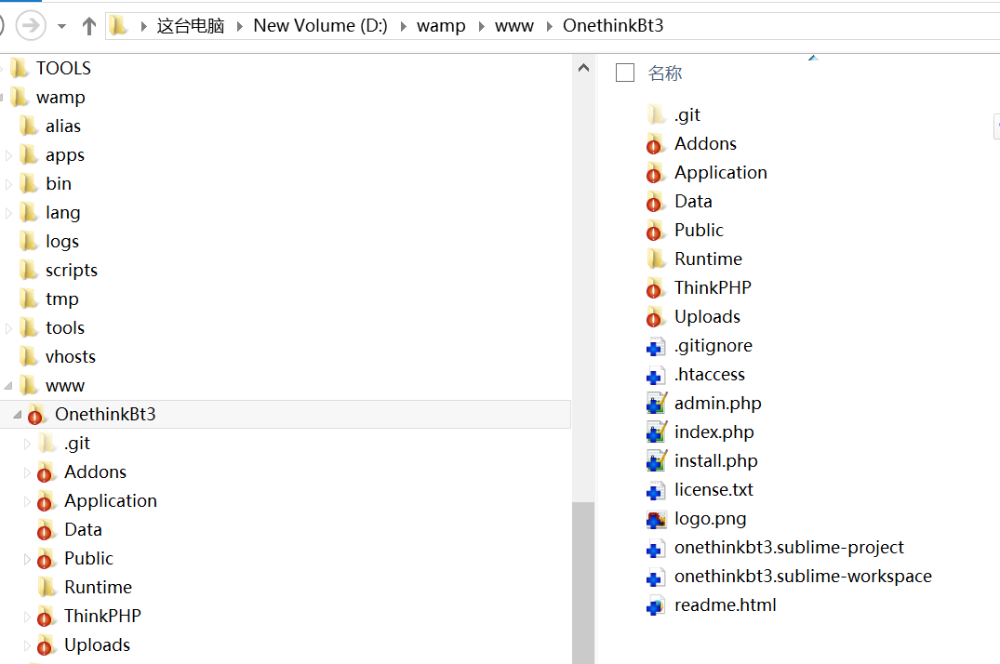 这台电脑 New Volume (D:) wamp www OnethinkBt3
TOOLS
wamp
alias
apps
bin
lang
logs
scripts
tmp
tools
vhosts
www
OnethinkBt3
.git
Addons
Application
Data
Public
Runtime
ThinkPHP
Uploads
名称
.git
Addons
Application
Data
Public
Runtime
ThinkPHP
Uploads
.gitignore
.htaccess
admin.php
index.php
install.php
license.txt
logo.png
onethinkbt3.sublime-project
onethinkbt3.sublime-workspace
readme.html